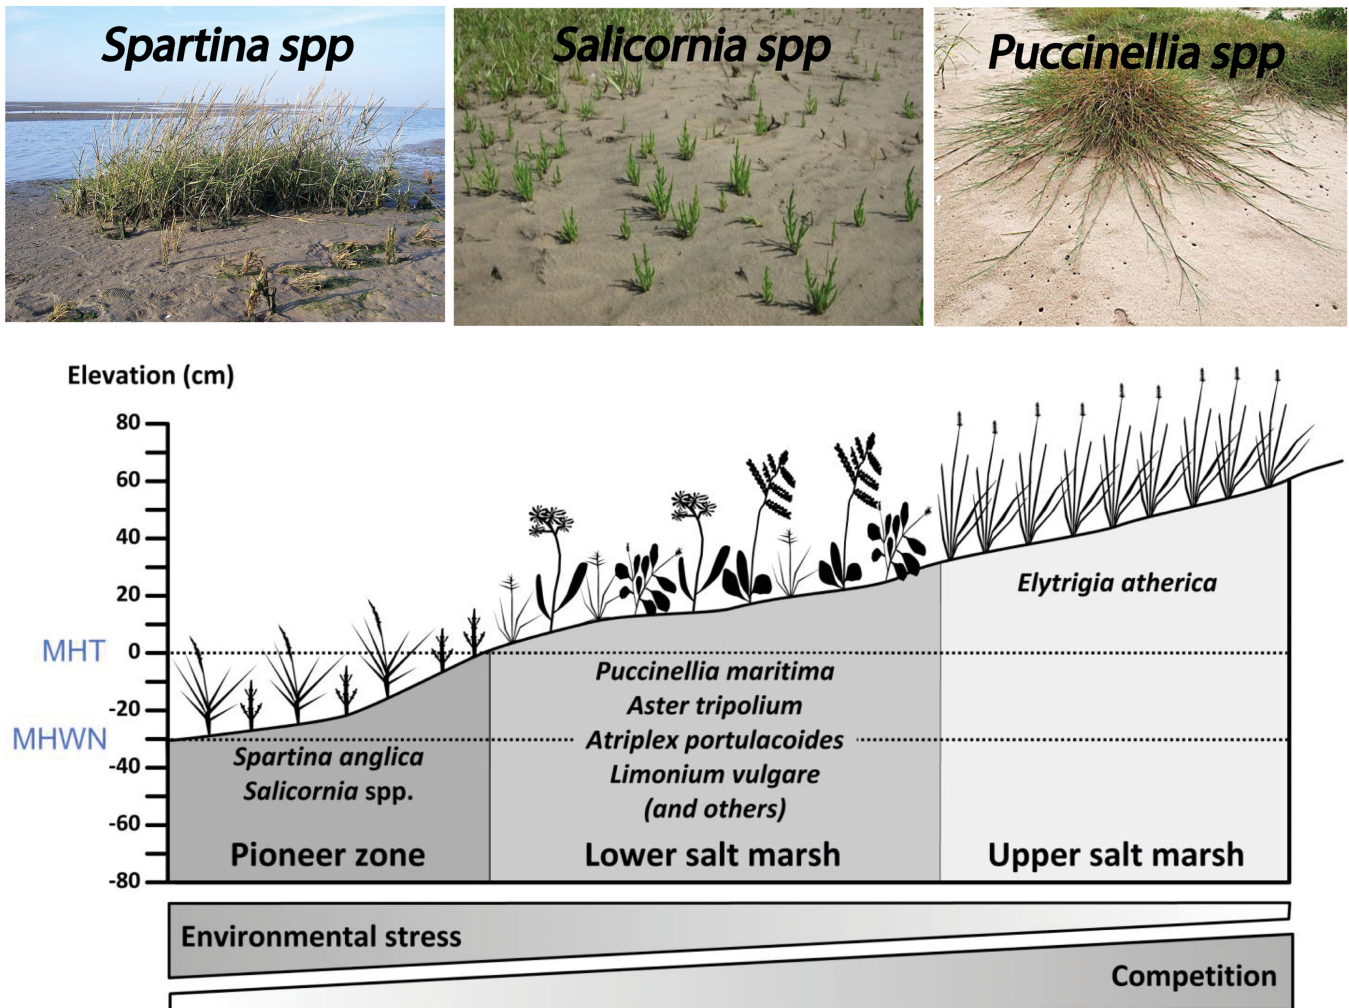 Spartina spp
Salicornia spp
Puccinellia spp
Elevation (cm)
80
60
40
20
MHT 0
-20
MHWN
-40
-60
-80
Spartina anglica
Salicornia spp.
Pioneer zone
Puccinellia maritima
Aster tripolium
Atriplex portulacoides
Limonium vulgare
(and others)
Lower salt marsh
Elytrigia atherica
Upper salt marsh
Environmental stress
Competition